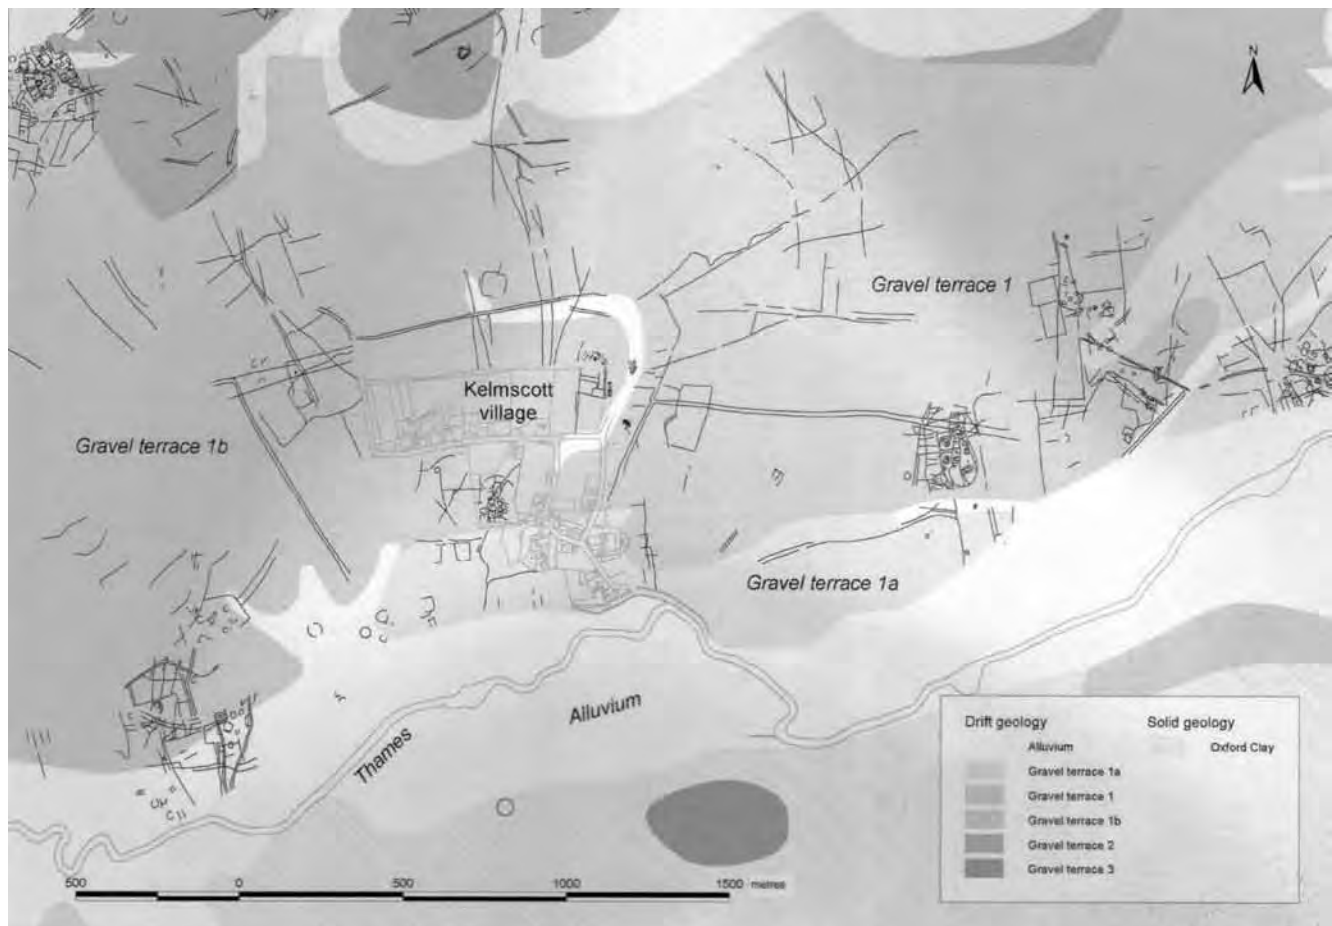 N
Gravel terrace 1
Kelmscott
village
Gravel terrace 1b
Gravel terrace 1a
Alluvium
Thames
Drift geology
Solid geology
Alluvium
Oxford Clay
Gravel terrace 1a
Gravel terrace 1
Gravel terrace 1b
Gravel terrace 2
Gravel terrace 3
500 0 500 1000 1500 metres